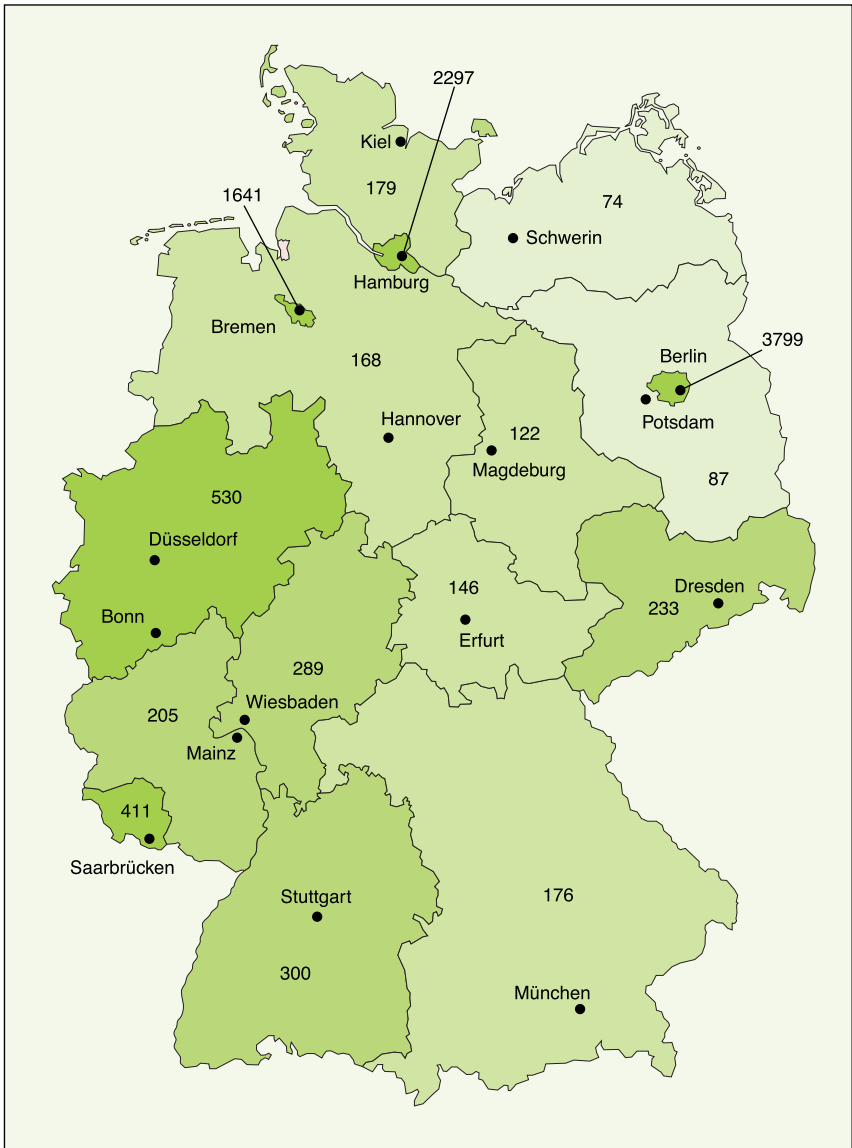 2297
Kiel
179
1641
74
Schwerin
Hamburg
Bremen
3799
Berlin
168
Potsdam
Hannover
122
Magdeburg
87
530
Düsseldorf
146
Dresden
233
Bonn
Erfurt
289
Wiesbaden
205
Mainz
411
Saarbrücken
Stuttgart
176
300
München